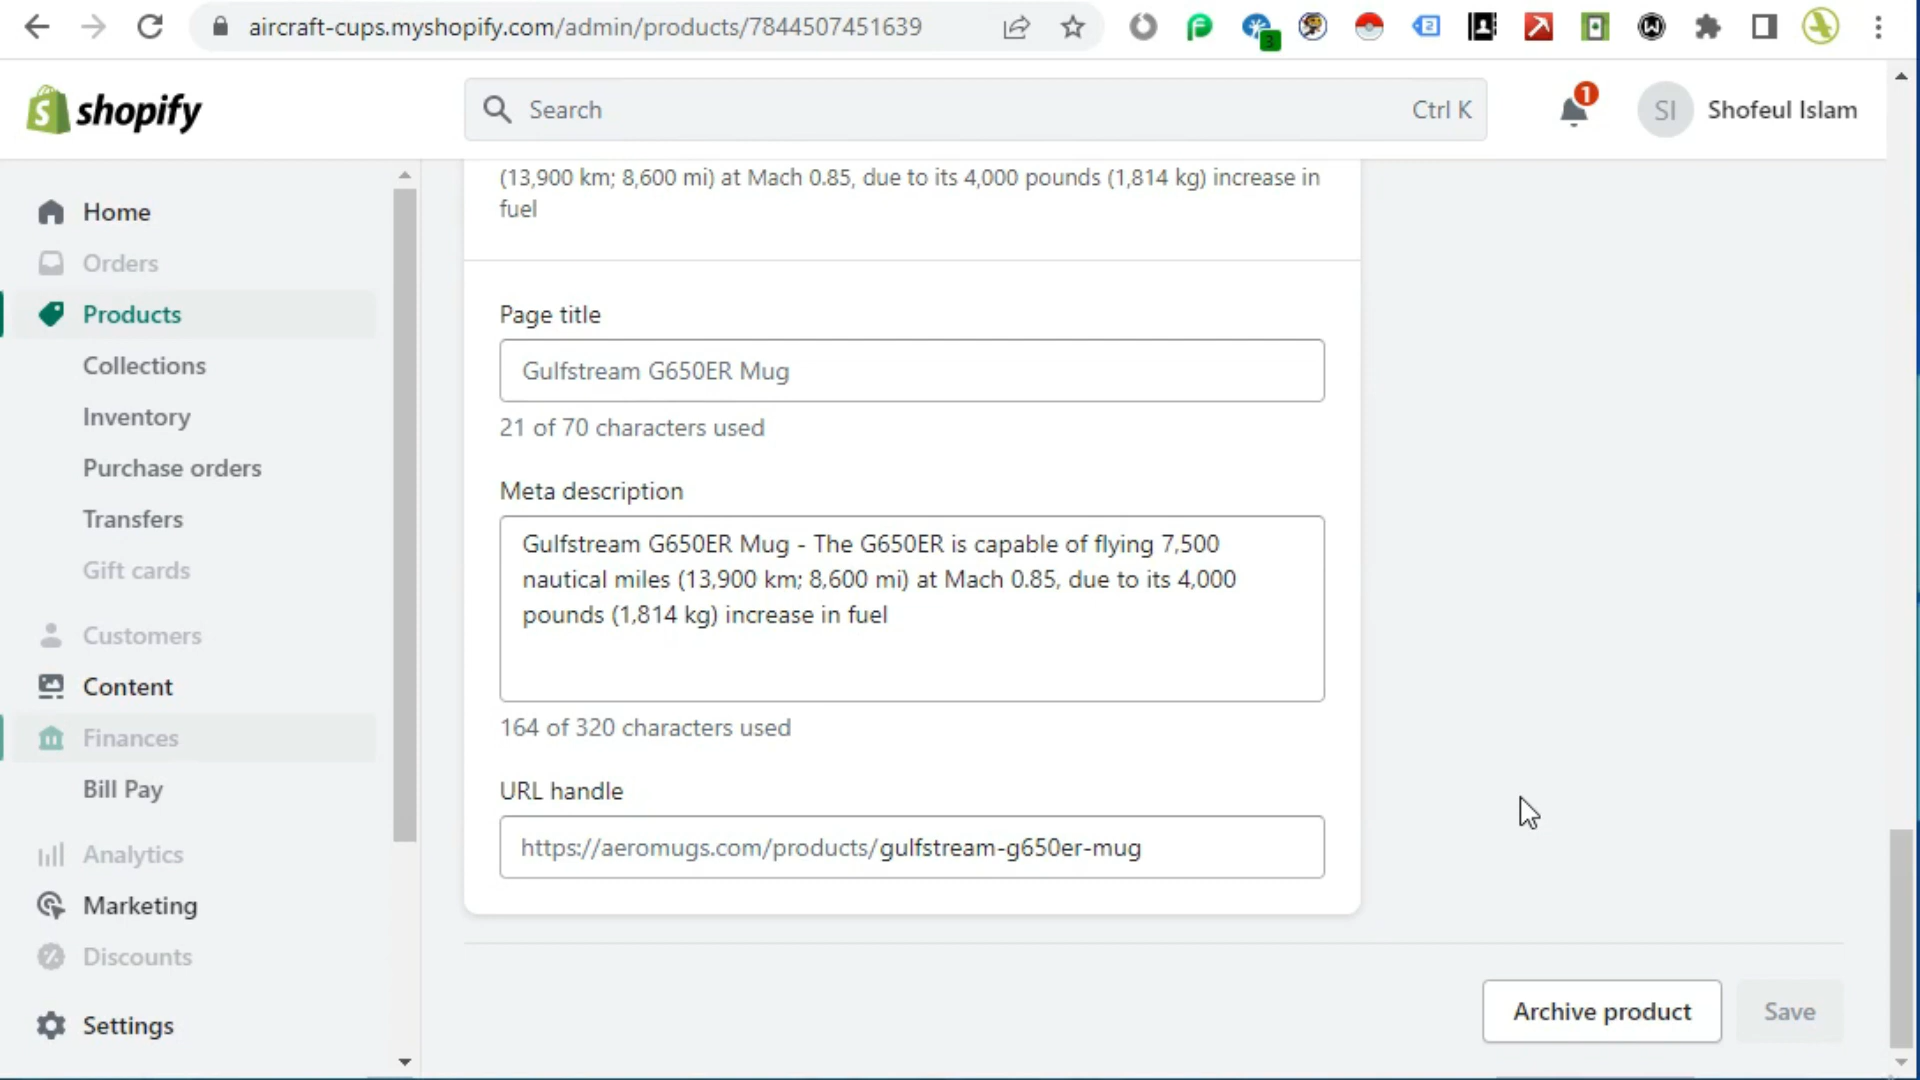 aircraft-cups.myshopify.com/admin/products/7844507451639
3
2
shopify
Search
Ctrl K
1
SI
Shofeul Islam
Home
Orders
Products
Collections
Inventory
Purchase orders
Transfers
Gift cards
Customers
Content
Finances
Bill Pay
Analytics
Marketing
Discounts
Settings
(13,900 km; 8,600 mi) at Mach 0.85, due to its 4,000 pounds (1,814 kg) increase in
fuel
Page title
Gulfstream G650ER Mug
21 of 70 characters used
Meta description
Gulfstream G650ER Mug - The G650ER is capable of flying 7,500
nautical miles (13,900 km; 8,600 mi) at Mach 0.85, due to its 4,000
pounds (1,814 kg) increase in fuel
164 of 320 characters used
URL handle
https://aeromugs.com/products/gulfstream-g650er-mug
Archive product
Save